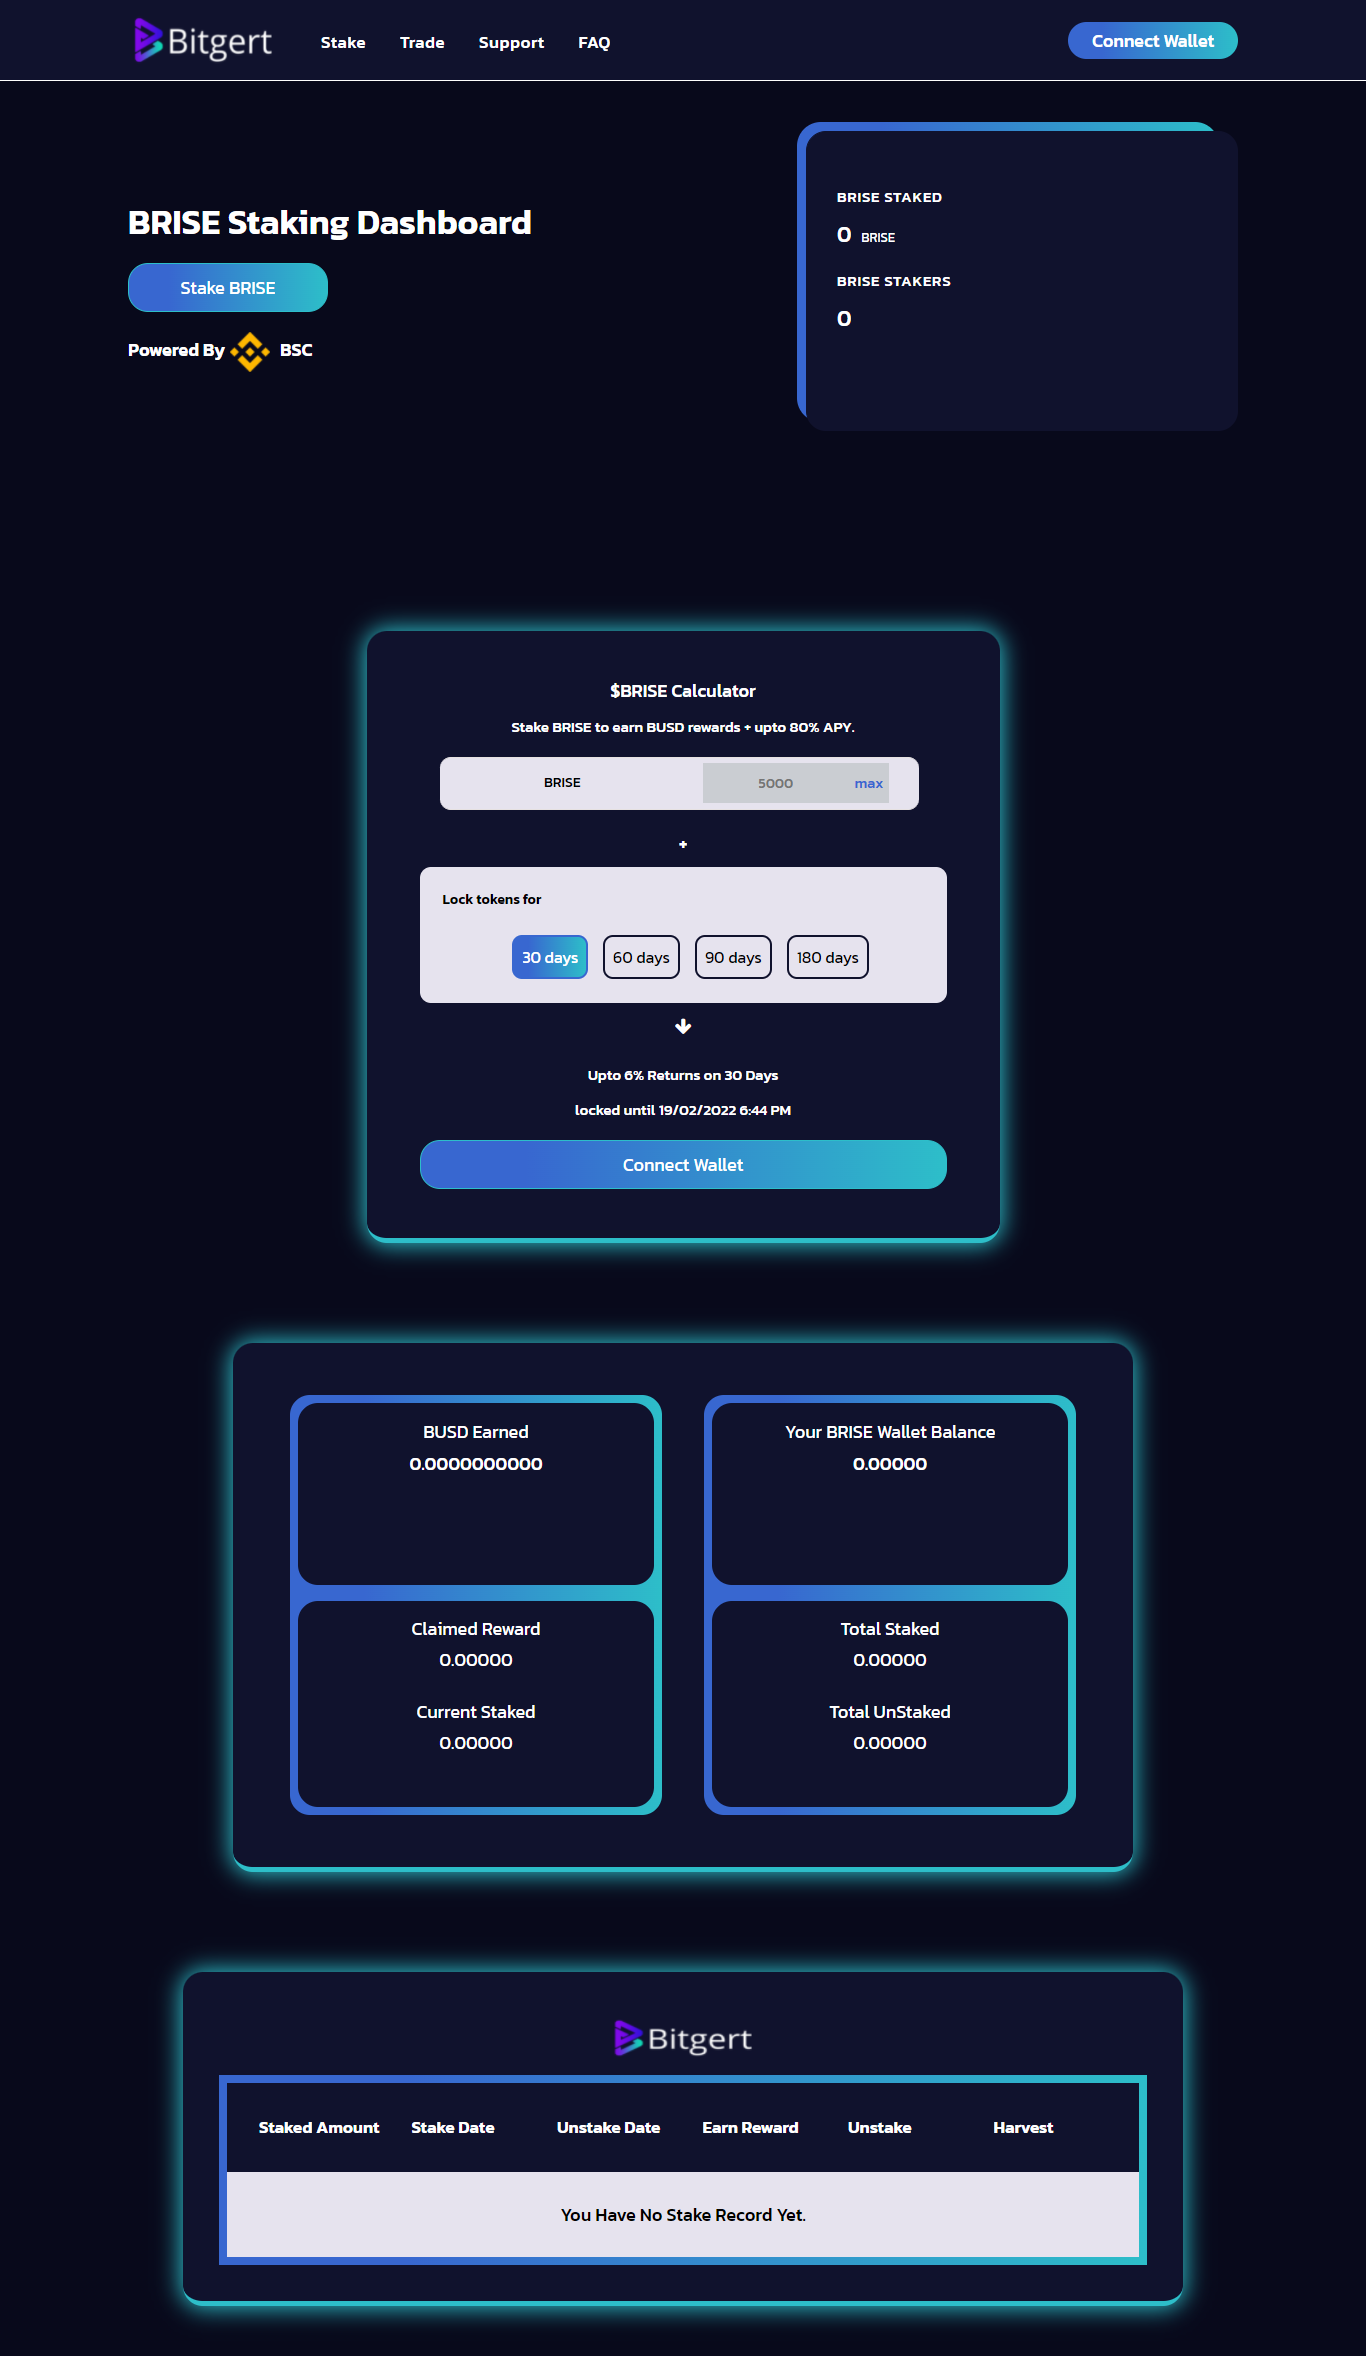 Bitgert
Stake Trade Support FAQ
Connect Wallet
BRISE Staking Dashboard
Stake BRISE
Powered By BSC
BRISE STAKED
0 BRISE
BRISE STAKERS
0
$BRISE Calculator
Stake BRISE to earn BUSD rewards + upto 80% APY.
BRISE 5000 max
+
Lock tokens for
30 days 60 days 90 days 180 days
Upto 6% Returns on 30 Days
locked until 19/02/2022 6:44 PM
Connect Wallet
BUSD Earned
0.0000000000
Your BRISE Wallet Balance
0.00000
Claimed Reward
0.00000
Current Staked
0.00000
Total Staked
0.00000
Total UnStaked
0.00000
Bitgert
Staked Amount Stake Date Unstake Date Earn Reward Unstake Harvest
You Have No Stake Record Yet.